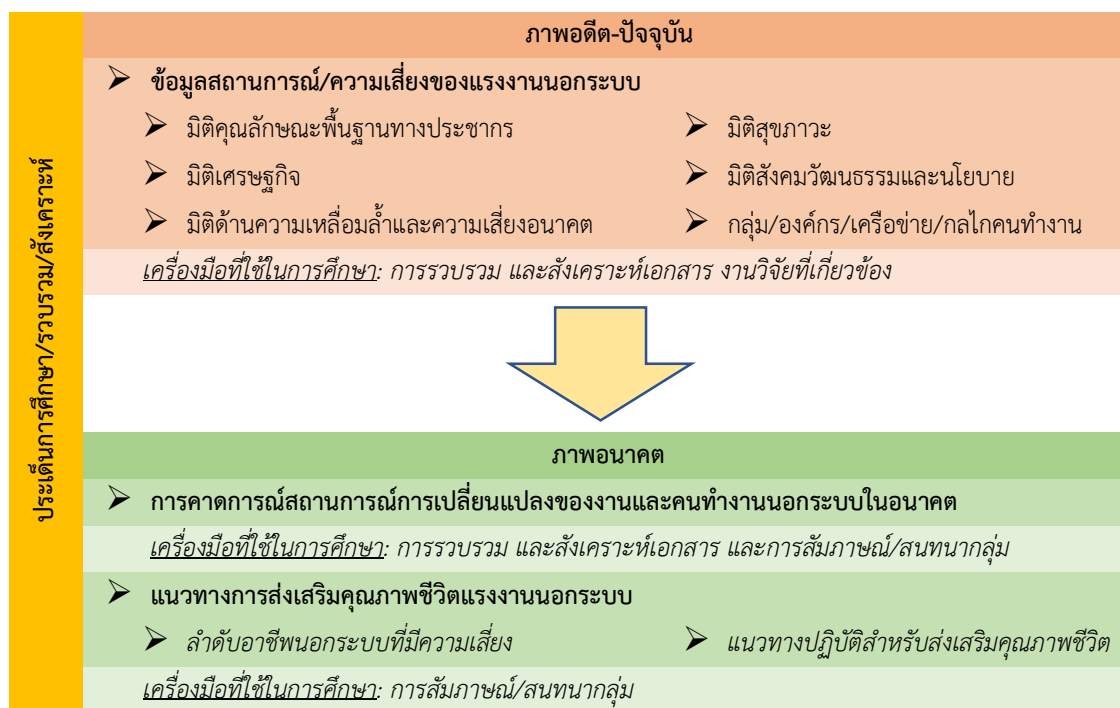 ประเด็นการศึกษา/รวบรวม/สังเคราะห์
ภาพอดีต-ปัจจุบัน
ข้อมูลสถานการณ์/ความเสี่ยงของแรงงานนอกระบบ
มิติคุณลักษณะพื้นฐานทางประชากร
มิติสุขภาวะ
มิติเศรษฐกิจ
มิติสังคมวัฒนธรรมและนโยบาย
มิติด้านความเหลื่อมล้ำและความเสี่ยงอนาคต
กลุ่ม/องค์กร/เครือข่าย/กลไกคนทำงาน
เครื่องมือที่ใช้ในการศึกษา: การรวบรวม และสังเคราะห์เอกสาร งานวิจัยที่เกี่ยวข้อง
ภาพอนาคต
การคาดการณ์สถานการณ์การเปลี่ยนแปลงของงานและคนทำงานนอกระบบในอนาคต
เครื่องมือที่ใช้ในการศึกษา: การรวบรวม และสังเคราะห์เอกสาร และการสัมภาษณ์/สนทนากลุ่ม
แนวทางการส่งเสริมคุณภาพชีวิตแรงงานนอกระบบ
ลำดับอาชีพนอกระบบที่มีความเสี่ยง
แนวทางปฏิบัติสำหรับส่งเสริมคุณภาพชีวิต
เครื่องมือที่ใช้ในการศึกษา: การสัมภาษณ์/สนทนากลุ่ม